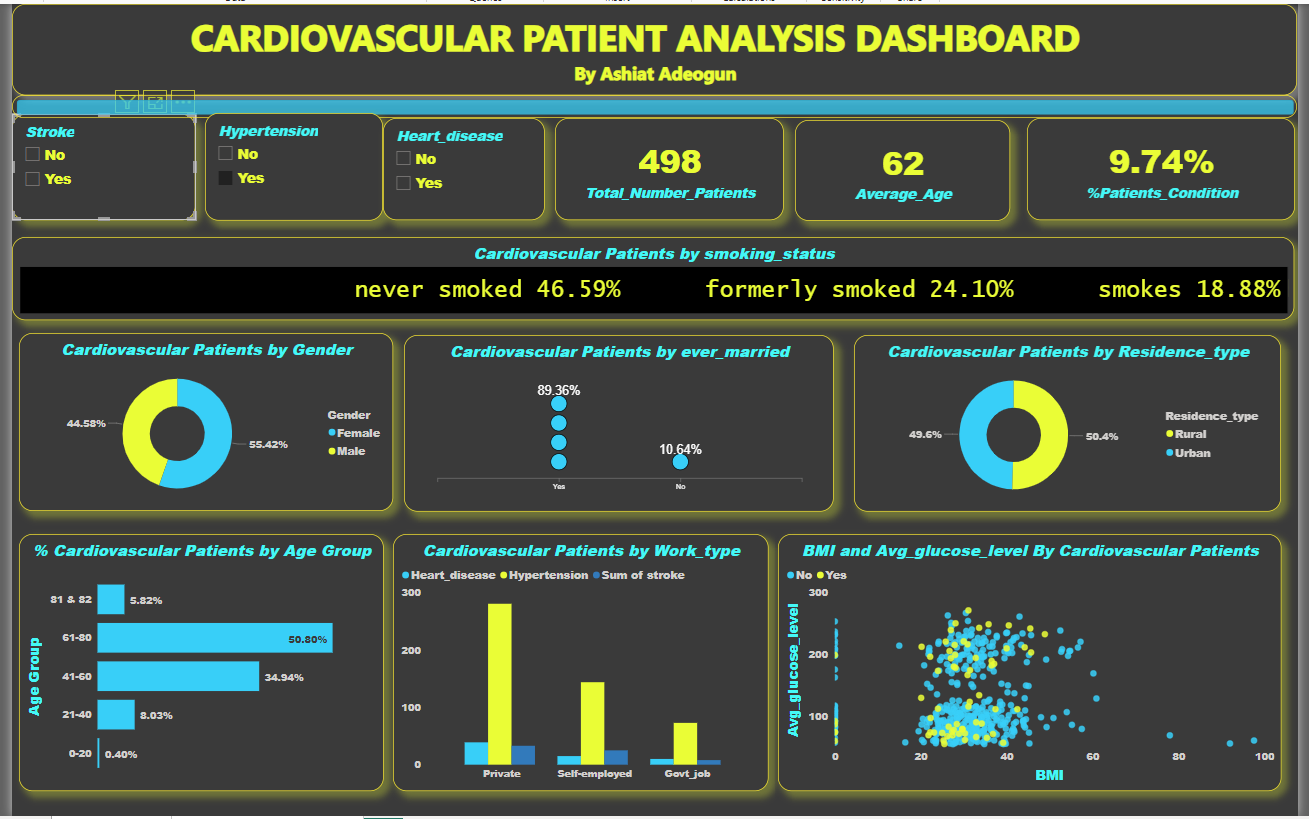 CARDIOVASCULAR PATIENT ANALYSIS DASHBOARD
By Ashiat Adeogun
Stroke
No
Yes
Hypertension
No
Yes
Heart_disease
No
Yes
498
Total_Number_Patients
62
Average_Age
9.74%
%Patients_Condition
Cardiovascular Patients by smoking_status
never smoked 46.59% formerly smoked 24.10% smokes 18.88%
Cardiovascular Patients by Gender
44.58%
55.42%
Gender
Female
Male
Cardiovascular Patients by ever_married
89.36%
10.64%
Yes No
Cardiovascular Patients by Residence_type
49.6%
50.4%
Residence_type
Rural
Urban
% Cardiovascular Patients by Age Group
Age Group
81 & 82 5.82%
61-80 50.80%
41-60 34.94%
21-40 8.03%
0-20 0.40%
Cardiovascular Patients by Work_type
Heart_disease Hypertension Sum of stroke
300
200
100
0
Private Self-employed Govt_job
BMI and Avg_glucose_level By Cardiovascular Patients
No Yes
Avg_glucose_level
300
200
100
0 20 40 60 80 100
BMI